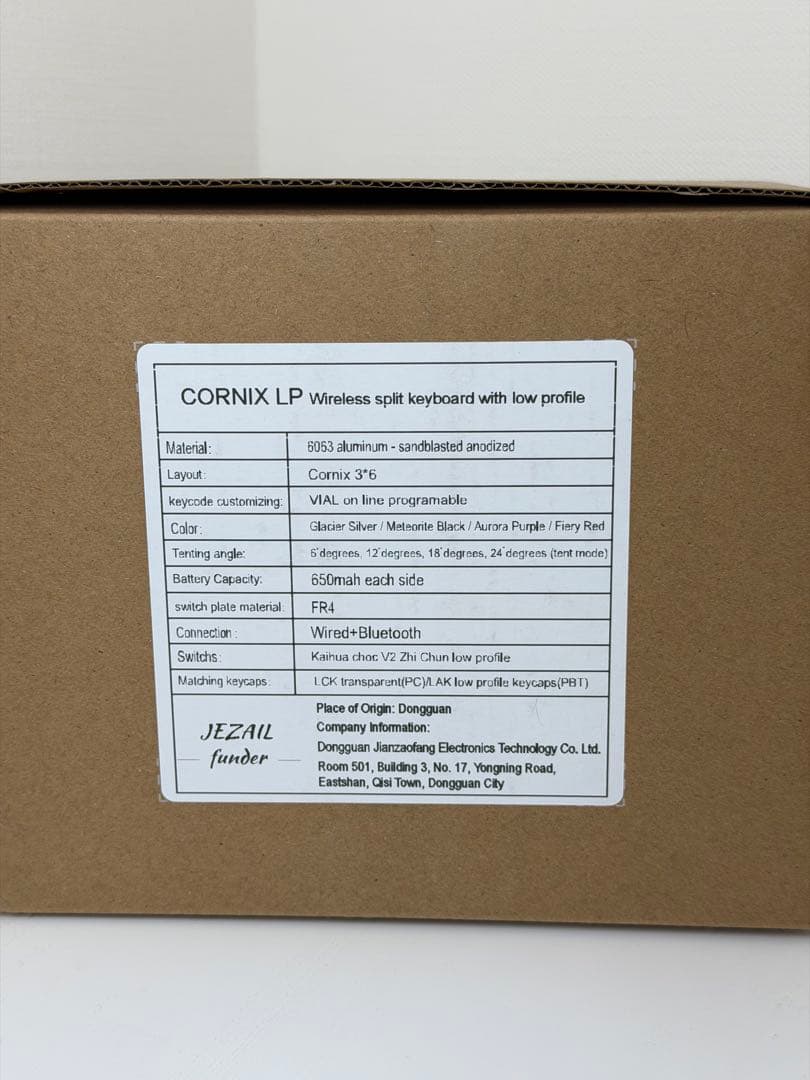 CORNIX LP Wireless split keyboard with low profile
Material: 6063 aluminum - sandblasted anodized
Layout: Cornix 3*6
keycode customizing: VIAL on line programable
Color: Glacier Silver / Meteorite Black / Aurora Purple / Fiery Red
Tenting angle: 6°degrees, 12°degrees, 18°degrees, 24°degrees (tent mode)
Battery Capacity: 650mah each side
switch plate material: FR4
Connection : Wired+Bluetooth
Switchs: Kaihua choc V2 Zhi Chun low profile
Matching keycaps: LCK transparent(PC)/LAK low profile keycaps(PBT)
JEZAIL
funder
Place of Origin: Dongguan
Company Information:
Dongguan Jianzaofang Electronics Technology Co. Ltd.
Room 501, Building 3, No. 17, Yongning Road,
Eastshan, Qisi Town, Dongguan City